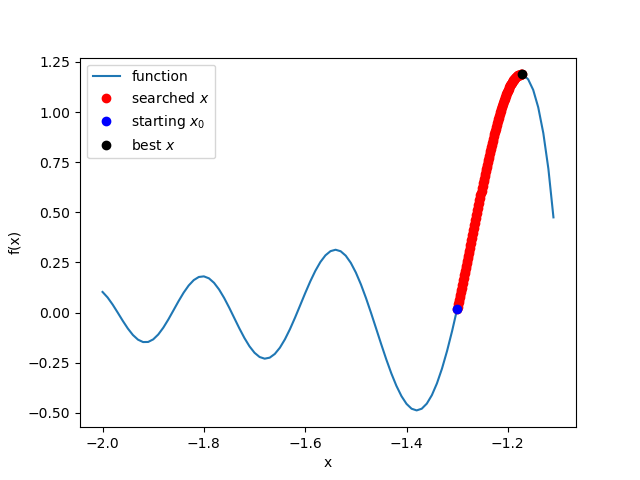 function
searched x
starting x₀
best x
f(x)
1.25
1.00
0.75
0.50
0.25
0.00
−0.25
−0.50
−2.0 −1.8 −1.6 −1.4 −1.2
x